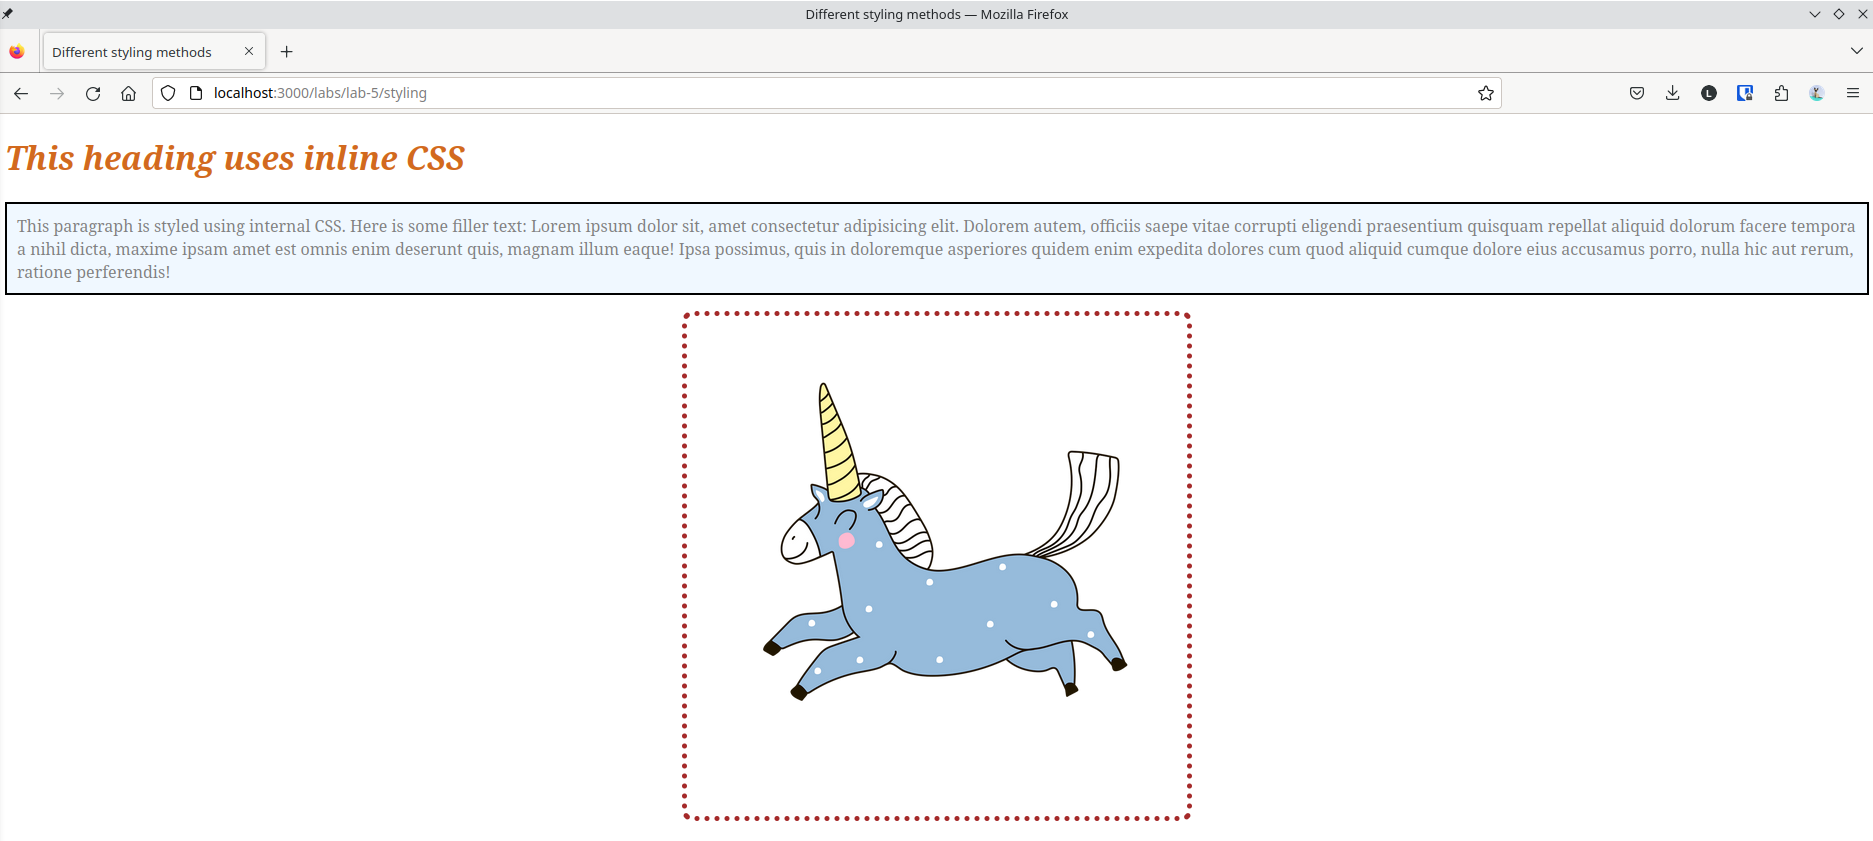 Different styling methods — Mozilla Firefox
Different styling methods
localhost:3000/labs/lab-5/styling
L
This heading uses inline CSS
This paragraph is styled using internal CSS. Here is some filler text: Lorem ipsum dolor sit, amet consectetur adipisicing elit. Dolorem autem, officiis saepe vitae corrupti eligendi praesentium quisquam repellat aliquid dolorum facere tempora
a nihil dicta, maxime ipsam amet est omnis enim deserunt quis, magnam illum eaque! Ipsa possimus, quis in doloremque asperiores quidem enim expedita dolores cum quod aliquid cumque dolore eius accusamus porro, nulla hic aut rerum,
ratione perferendis!